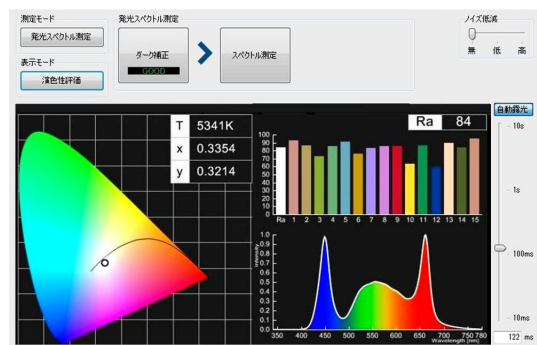 測定モード
発光スペクトル測定
表示モード
演色性評価
発光スペクトル測定
ダーク補正
GOOD
スペクトル測定
ノイズ低減
無 低 高
自動露光
10s
1s
100ms
10ms
122 ms
T 5341K
x 0.3354
y 0.3214
Ra 84
100
90
80
70
60
50
40
30
20
10
0
Ra 1 2 3 4 5 6 7 8 9 10 11 12 13 14 15
Intensity
1.0
0.9
0.8
0.7
0.6
0.5
0.4
0.3
0.2
0.1
0.0
350 400 450 500 550 600 650 700 750 780
Wavelength (nm)